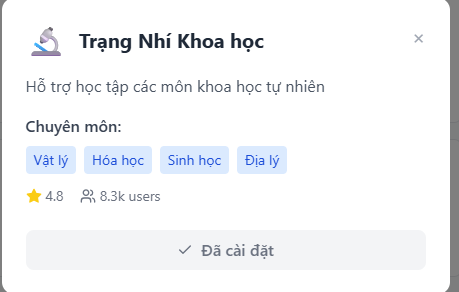 Trạng Nhí Khoa học
Hỗ trợ học tập các môn khoa học tự nhiên
Chuyên môn:
Vật lý Hóa học Sinh học Địa lý
4.8 8.3k users
Đã cài đặt